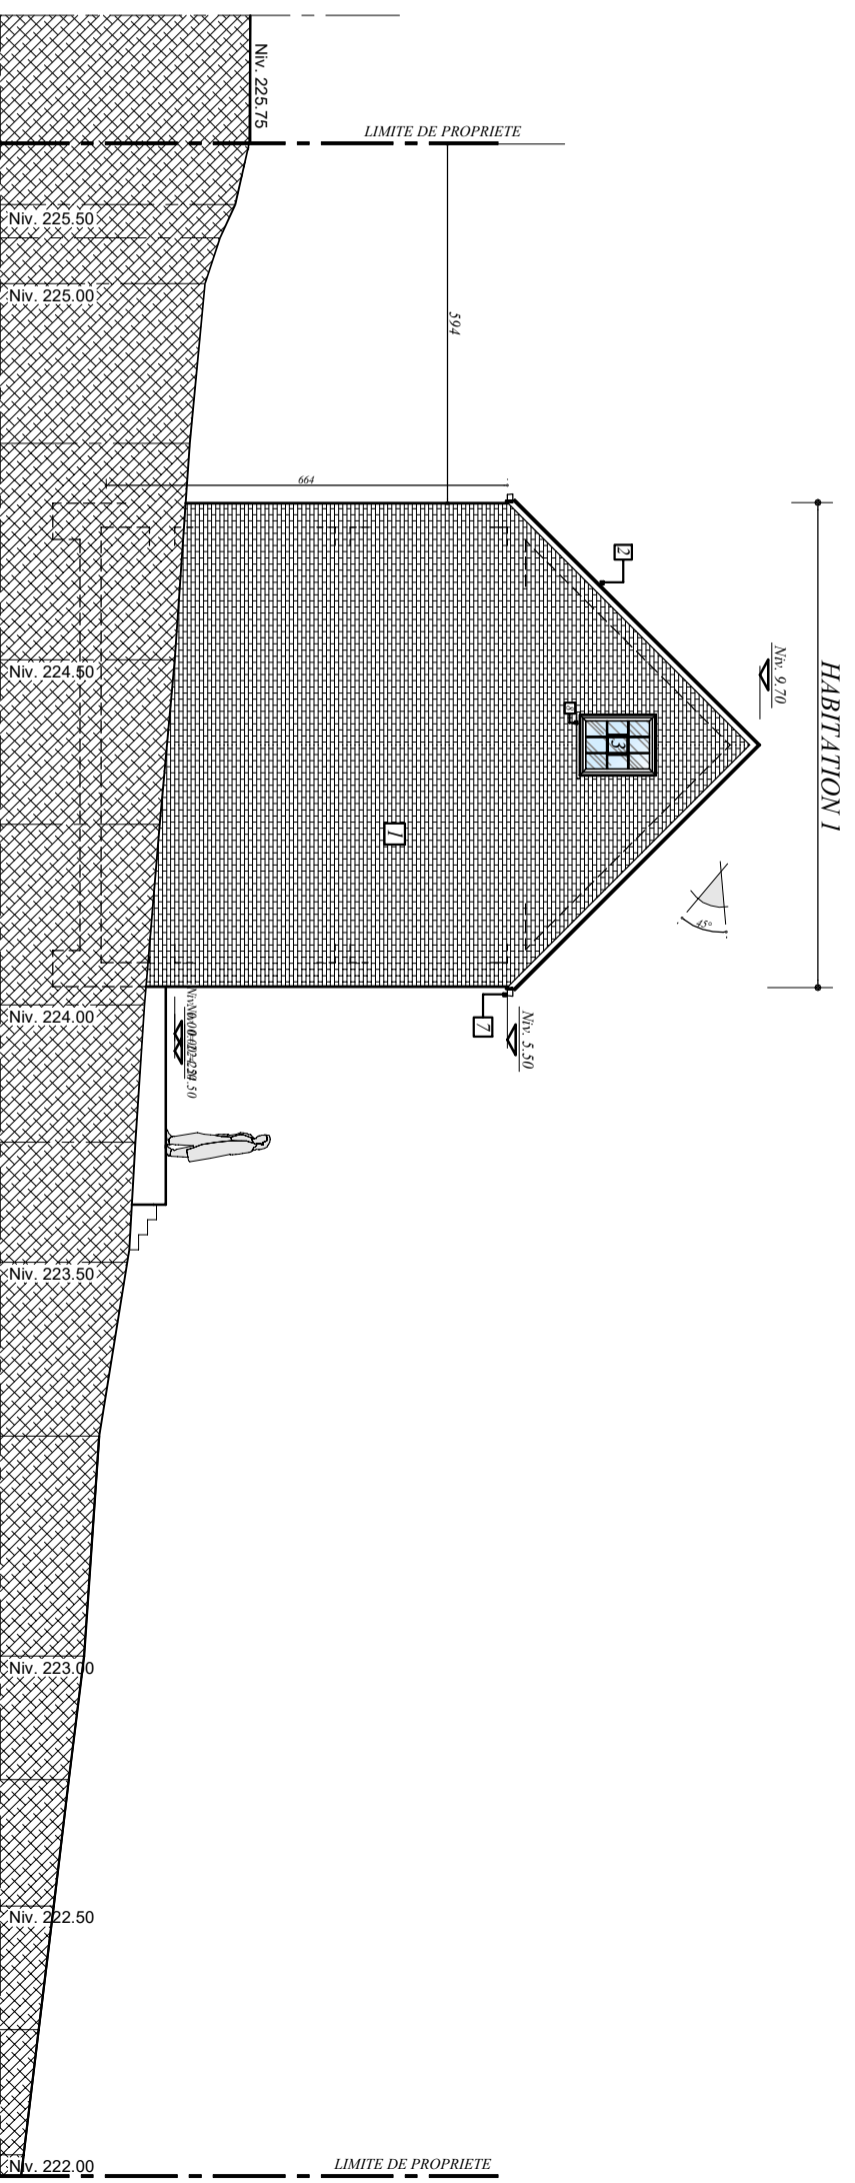 HABITATION 1
Niv. 9.70
45°
2
3
8
Niv. 5.50
7
1
594
664
LIMITE DE PROPRIETE
Niv. 225.75
Niv. 225.50
Niv. 225.00
Niv. 224.50
Niv. 224.00
Niv. 223.50
Niv. 223.00
Niv. 222.50
Niv. 222.00
LIMITE DE PROPRIETE